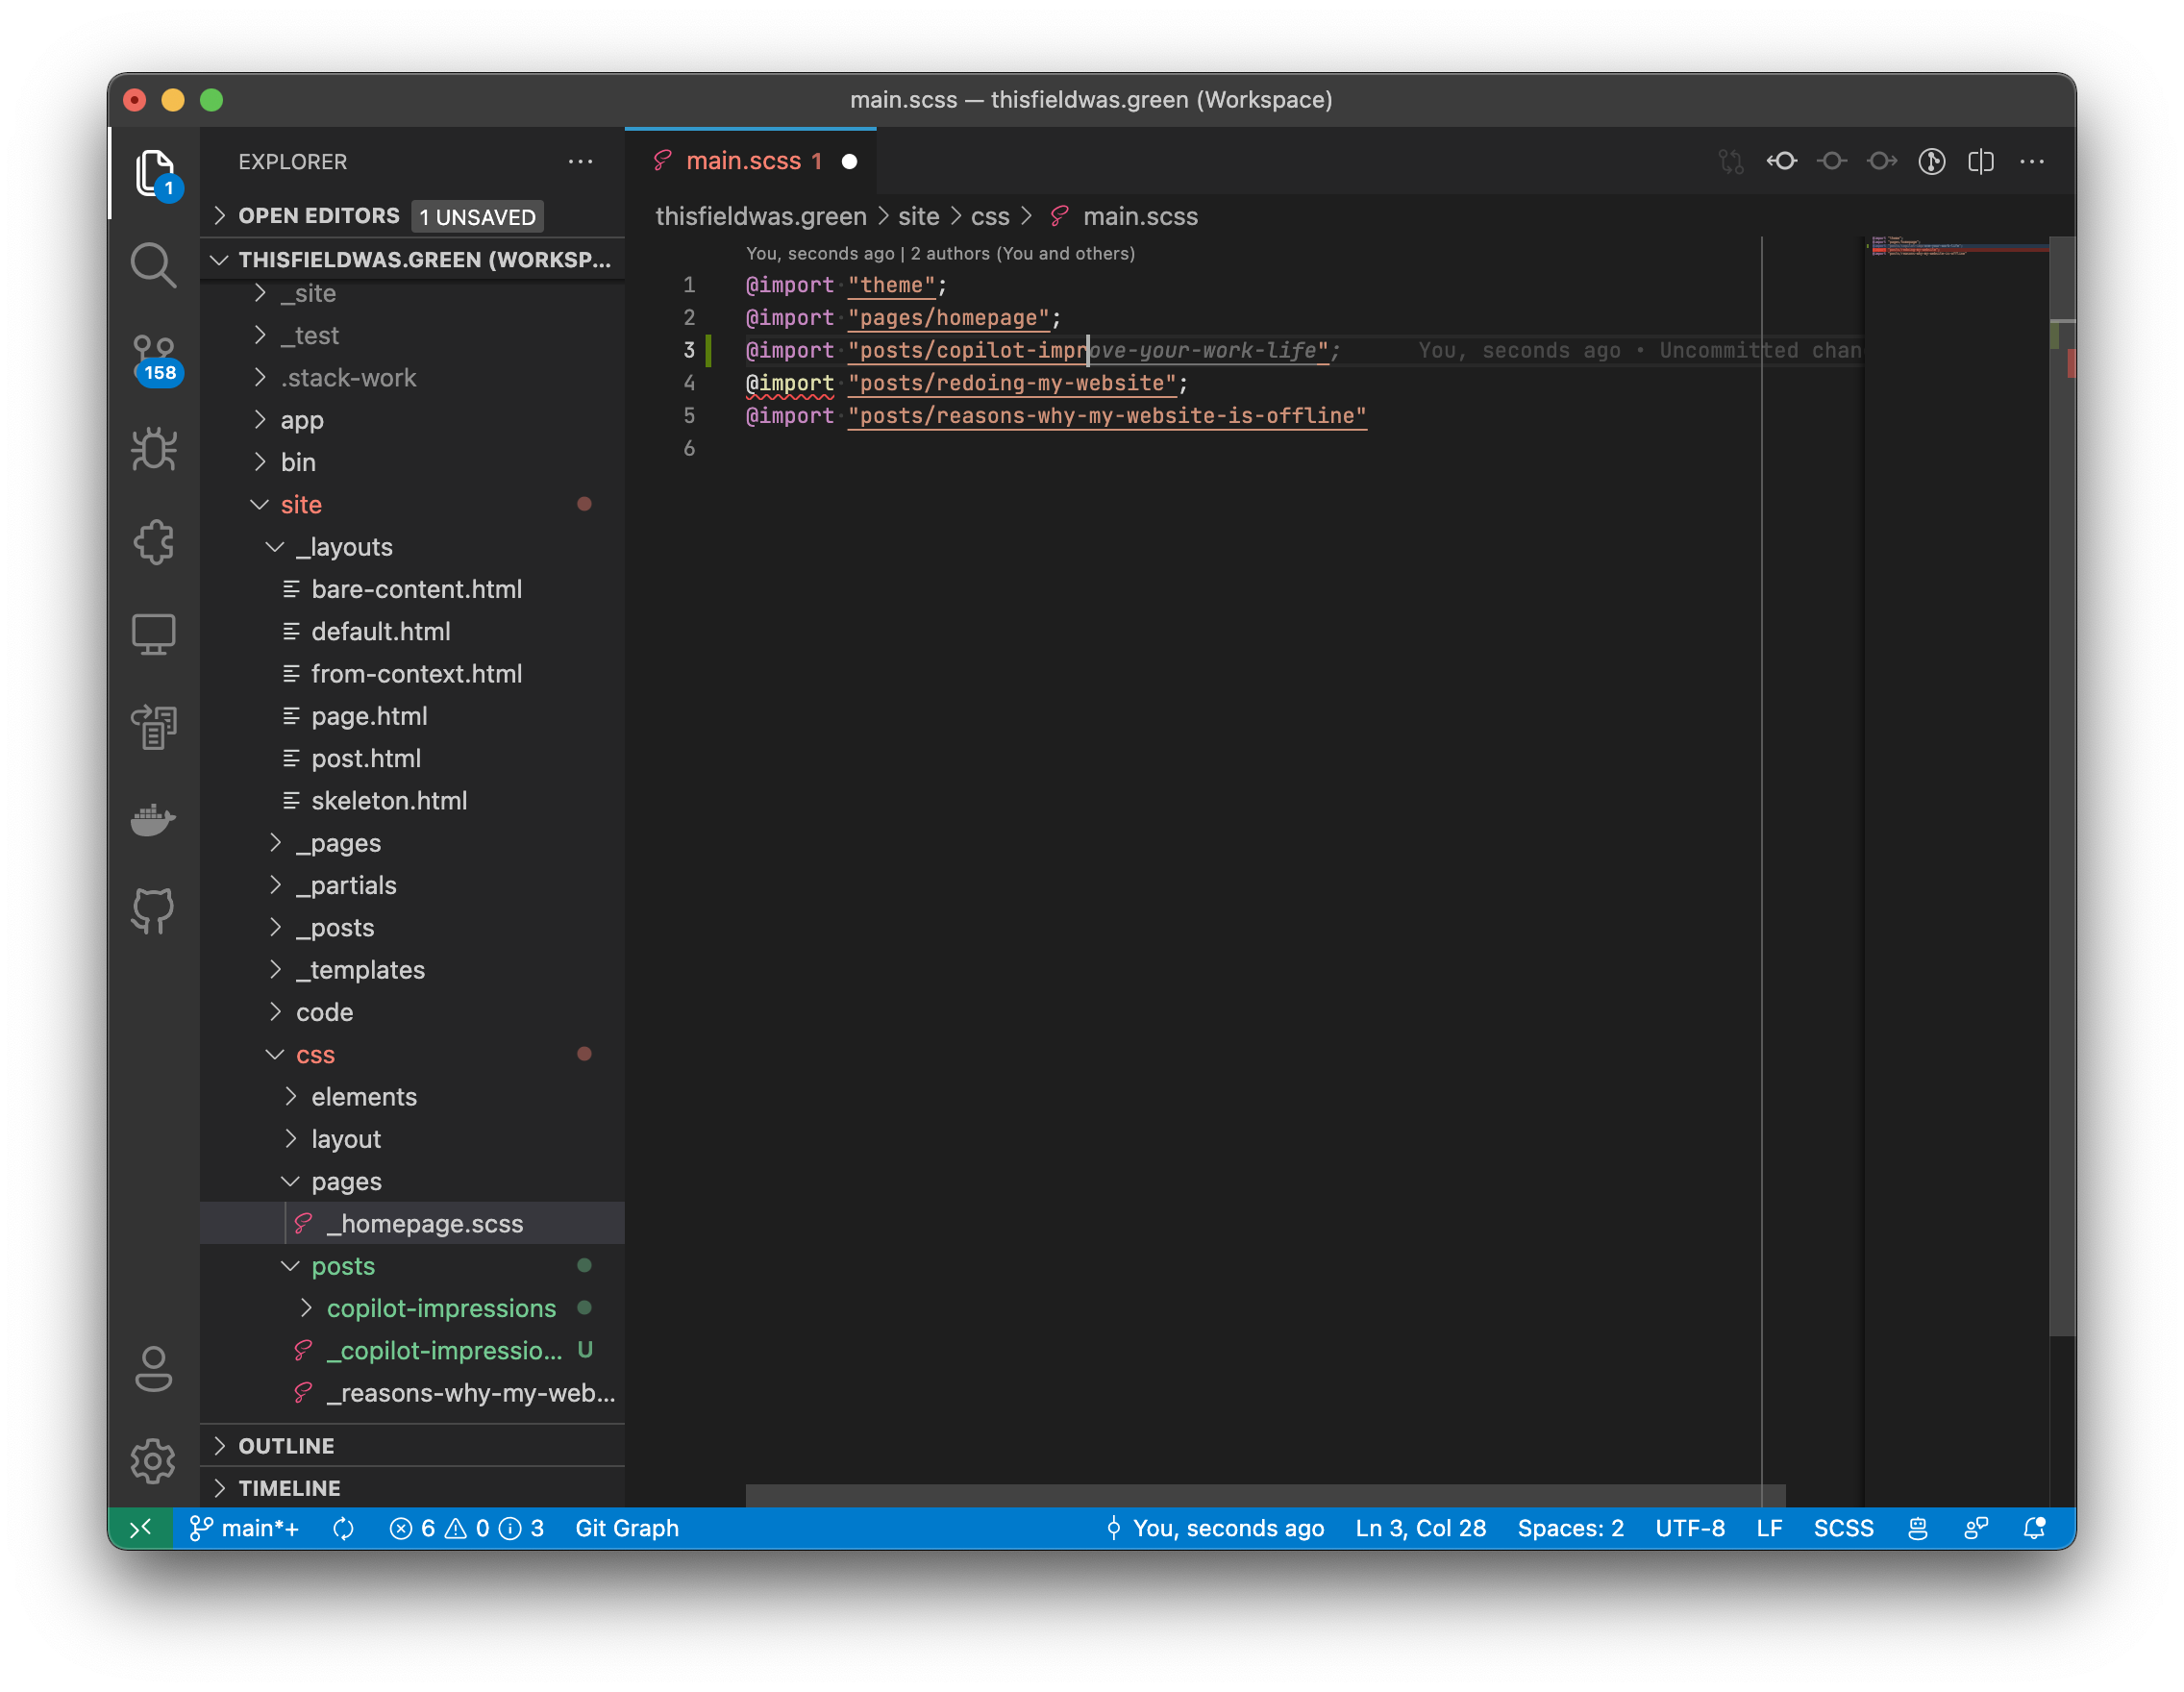 main.scss — thisfieldwas.green (Workspace)
1
158
EXPLORER
OPEN EDITORS 1 UNSAVED
THISFIELDWAS.GREEN (WORKSP...
_site
_test
.stack-work
app
bin
site
_layouts
bare-content.html
default.html
from-context.html
page.html
post.html
skeleton.html
_pages
_partials
_posts
_templates
code
css
elements
layout
pages
_homepage.scss
posts
copilot-impressions
_copilot-impressio... U
_reasons-why-my-web...
OUTLINE
TIMELINE
main.scss 1
thisfieldwas.green > site > css > main.scss
You, seconds ago | 2 authors (You and others)
1 @import "theme";
2 @import "pages/homepage";
3 @import "posts/copilot-improve-your-work-life"; You, seconds ago • Uncommitted chan
4 @import "posts/redoing-my-website";
5 @import "posts/reasons-why-my-website-is-offline"
6
main*+ 6 0 3 Git Graph You, seconds ago Ln 3, Col 28 Spaces: 2 UTF-8 LF SCSS